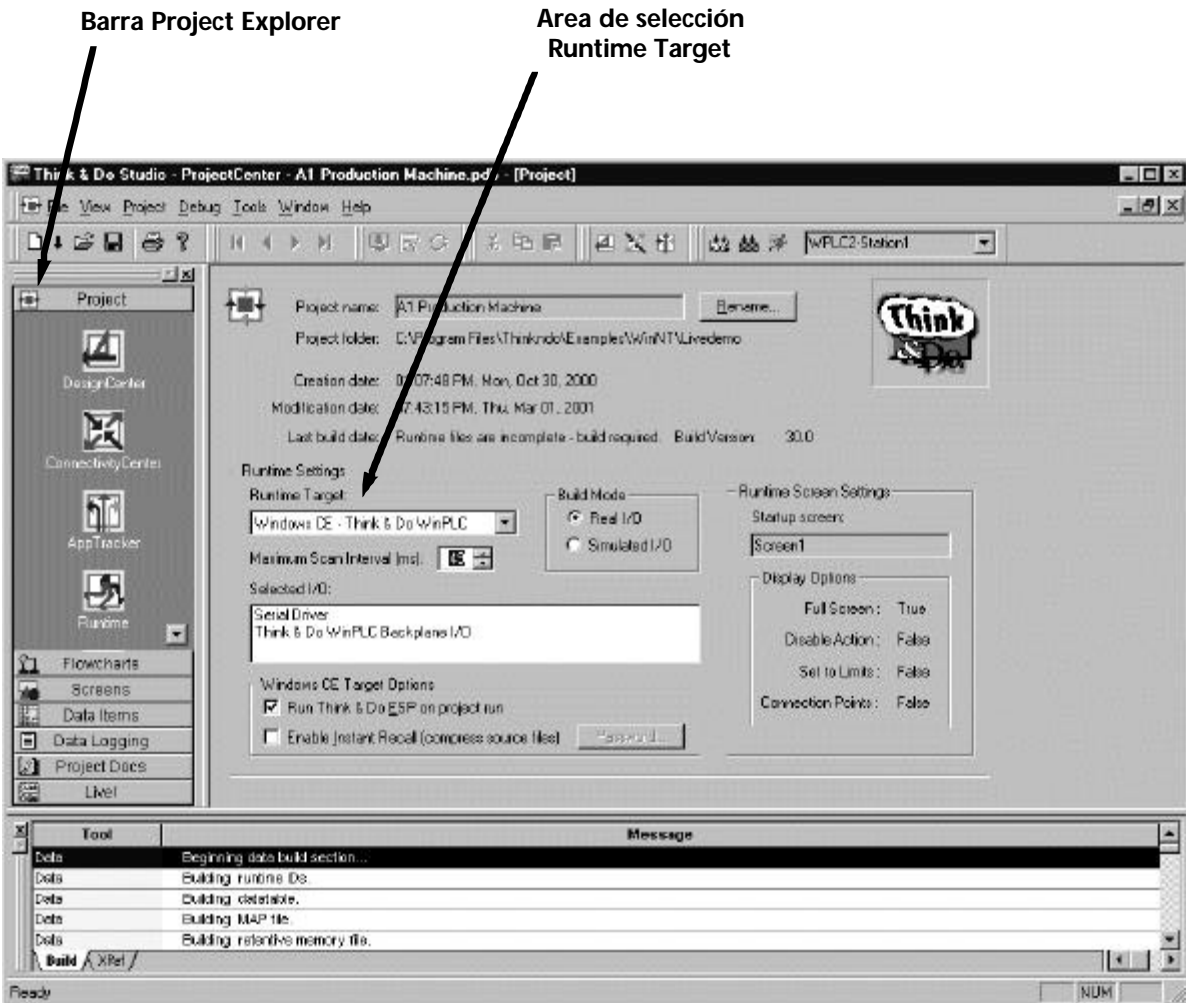 Barra Project Explorer
Area de selección
Runtime Target
Think & Do Studio - ProjectCenter - A1 Production Machine.pdb - [Project]
File View Project Debug Tools Window Help
WPLC2-Station1
Project
Project name: A1 Production Machine Rename...
Project folder: C:\Program Files\Thinkndo\Examples\WinNT\Livedemo
Think
& Do
Creation date: :07:48 PM, Mon, Oct 30, 2000
Modification date: :43:15 PM, Thu, Mar 01, 2001
Last build date: Runtime files are incomplete - build required. Build Version: 30.0
DesignCenter
ConnectivityCenter
AppTracker
Runtime
Flowcharts
Screens
Data Items
Data Logging
Project Docs
Live!
Runtime Settings
Runtime Target:
Windows CE - Think & Do WinPLC
Maximum Scan Interval (ms):
Build Mode
Real I/O
Simulated I/O
Selected I/O:
Serial Driver
Think & Do WinPLC Backplane I/O
Windows CE Target Options
Run Think & Do ESP on project run
Enable Instant Recall (compress source files) Password...
Runtime Screen Settings
Startup screen:
Screen1
Display Options
Full Screen: True
Disable Action: False
Set to Limits: False
Connection Points: False
Tool Message
Data Beginning data build section...
Data Building runtime Ds.
Data Building datatable.
Data Building MAP file.
Data Building retentive memory file.
Build XRef
Ready NUM